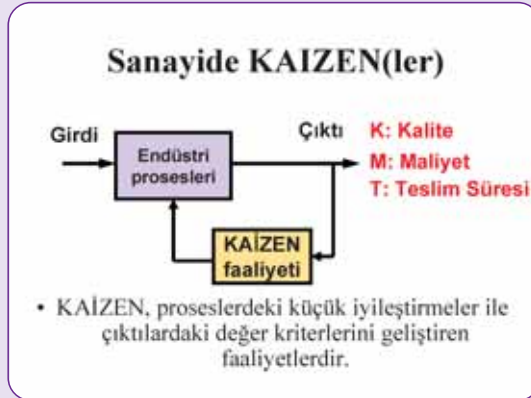 Sanayide KAIZEN(ler)
Girdi
Endüstri
prosesleri
Çıktı
K: Kalite
M: Maliyet
T: Teslim Süresi
KAİZEN
faaliyeti
• KAİZEN, proseslerdeki küçük iyileştirmeler ile
çıktılardaki değer kriterlerini geliştiren
faaliyetlerdir.